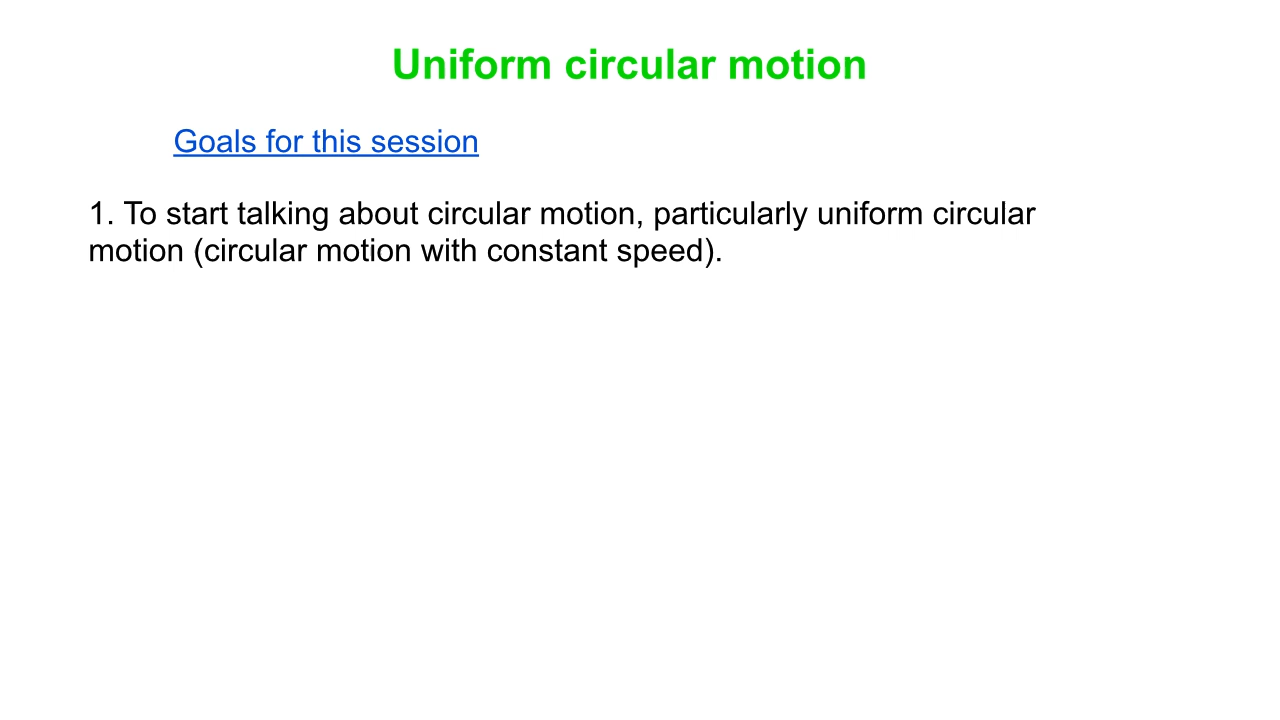 Uniform circular motion
Goals for this session
1. To start talking about circular motion, particularly uniform circular
motion (circular motion with constant speed).